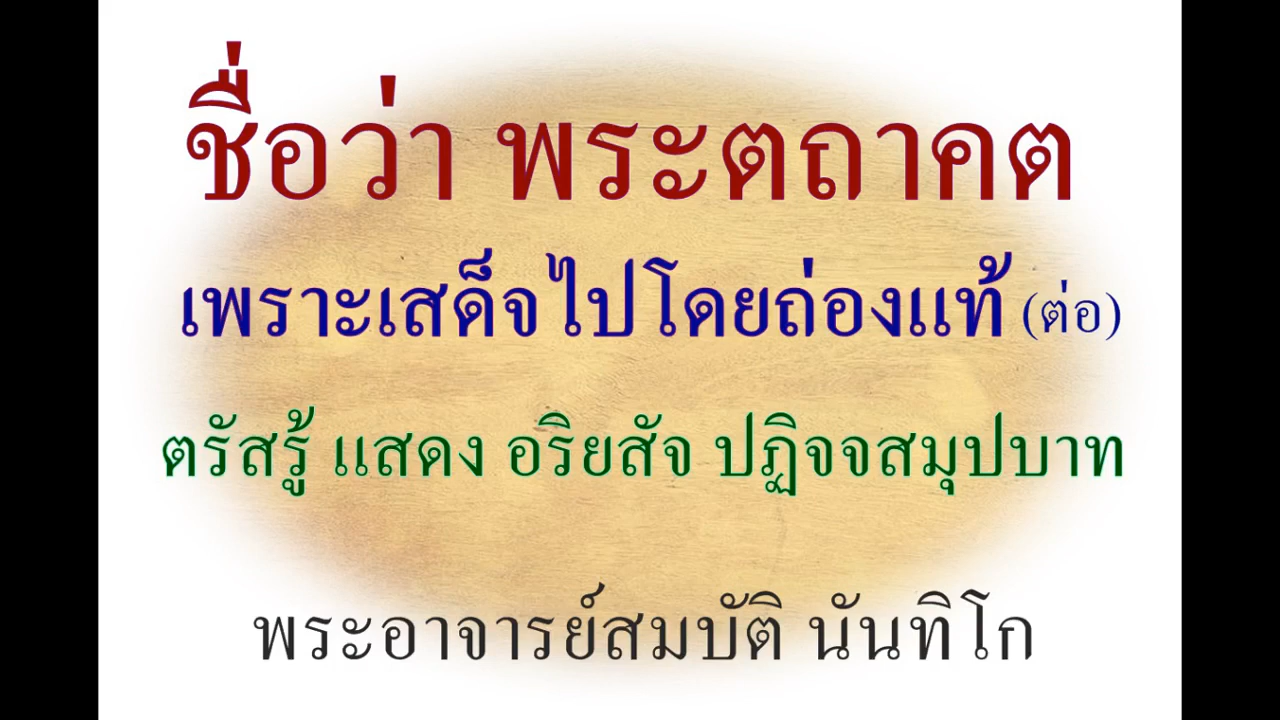 ชื่อว่า พระตถาคต
เพราะเสด็จไปโดยถ่องแท้ (ต่อ)
ตรัสรู้ แสดง อริยสัจ ปฏิจจสมุปบาท
พระอาจารย์สมบัติ นันทิโก